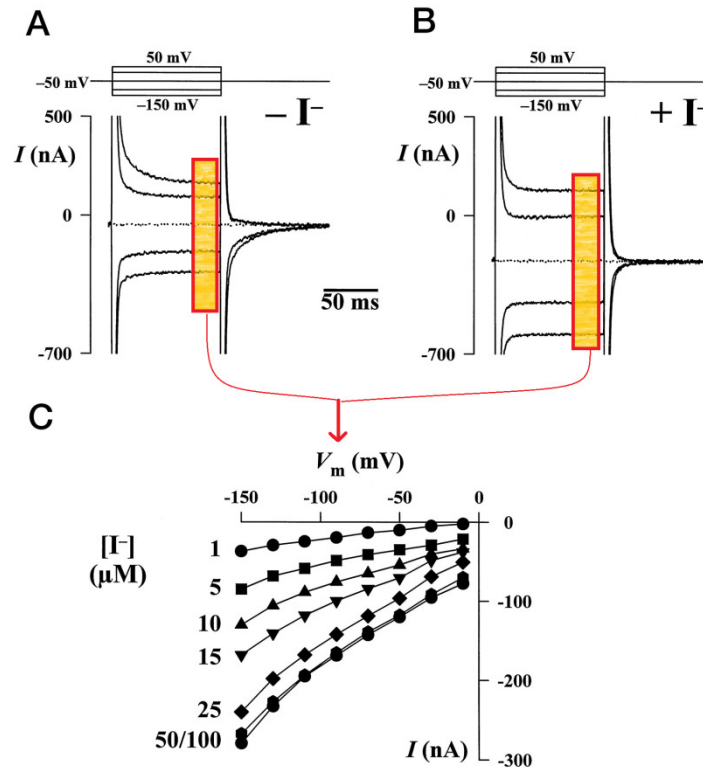 A
50 mV
–50 mV
–150 mV
– I⁻
500
I (nA)
0
-700
50 ms
B
50 mV
–50 mV
–150 mV
+ I⁻
500
I (nA)
0
-700
C
Vm (mV)
-150 -100 -50 0
[I⁻]
(µM)
1
5
10
15
25
50/100
0
-100
-200
-300
I (nA)